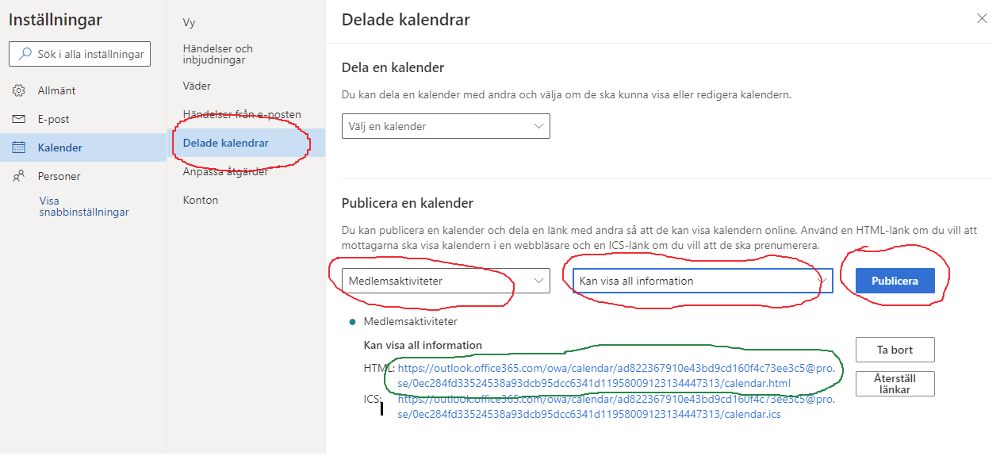 Inställningar
Sök i alla inställningar
Allmänt
E-post
Kalender
Personer
Visa
snabbinställningar
Vy
Händelser och
inbjudningar
Väder
Händelser från e-posten
Delade kalendrar
Anpassa åtgärder
Konton
Delade kalendrar
Dela en kalender
Du kan dela en kalender med andra och välja om de ska kunna visa eller redigera kalendern.
Välj en kalender
Publicera en kalender
Du kan publicera en kalender och dela en länk med andra så att de kan visa kalendern online. Använd en HTML-länk om du vill att
mottagarna ska visa kalendern i en webbläsare och en ICS-länk om du vill att de ska prenumerera.
Medlemsaktiviteter
Kan visa all information
Publicera
Medlemsaktiviteter
Kan visa all information
Ta bort
HTML: https://outlook.office365.com/owa/calendar/ad822367910e43bd9cd160f4c73ee3c5@pro.
se/0ec284fd33524538a93dcb95dcc6341d11958009123134447313/calendar.html
Återställ
länkar
ICS: https://outlook.office365.com/owa/calendar/ad822367910e43bd9cd160f4c73ee3c5@pro.
se/0ec284fd33524538a93dcb95dcc6341d11958009123134447313/calendar.ics